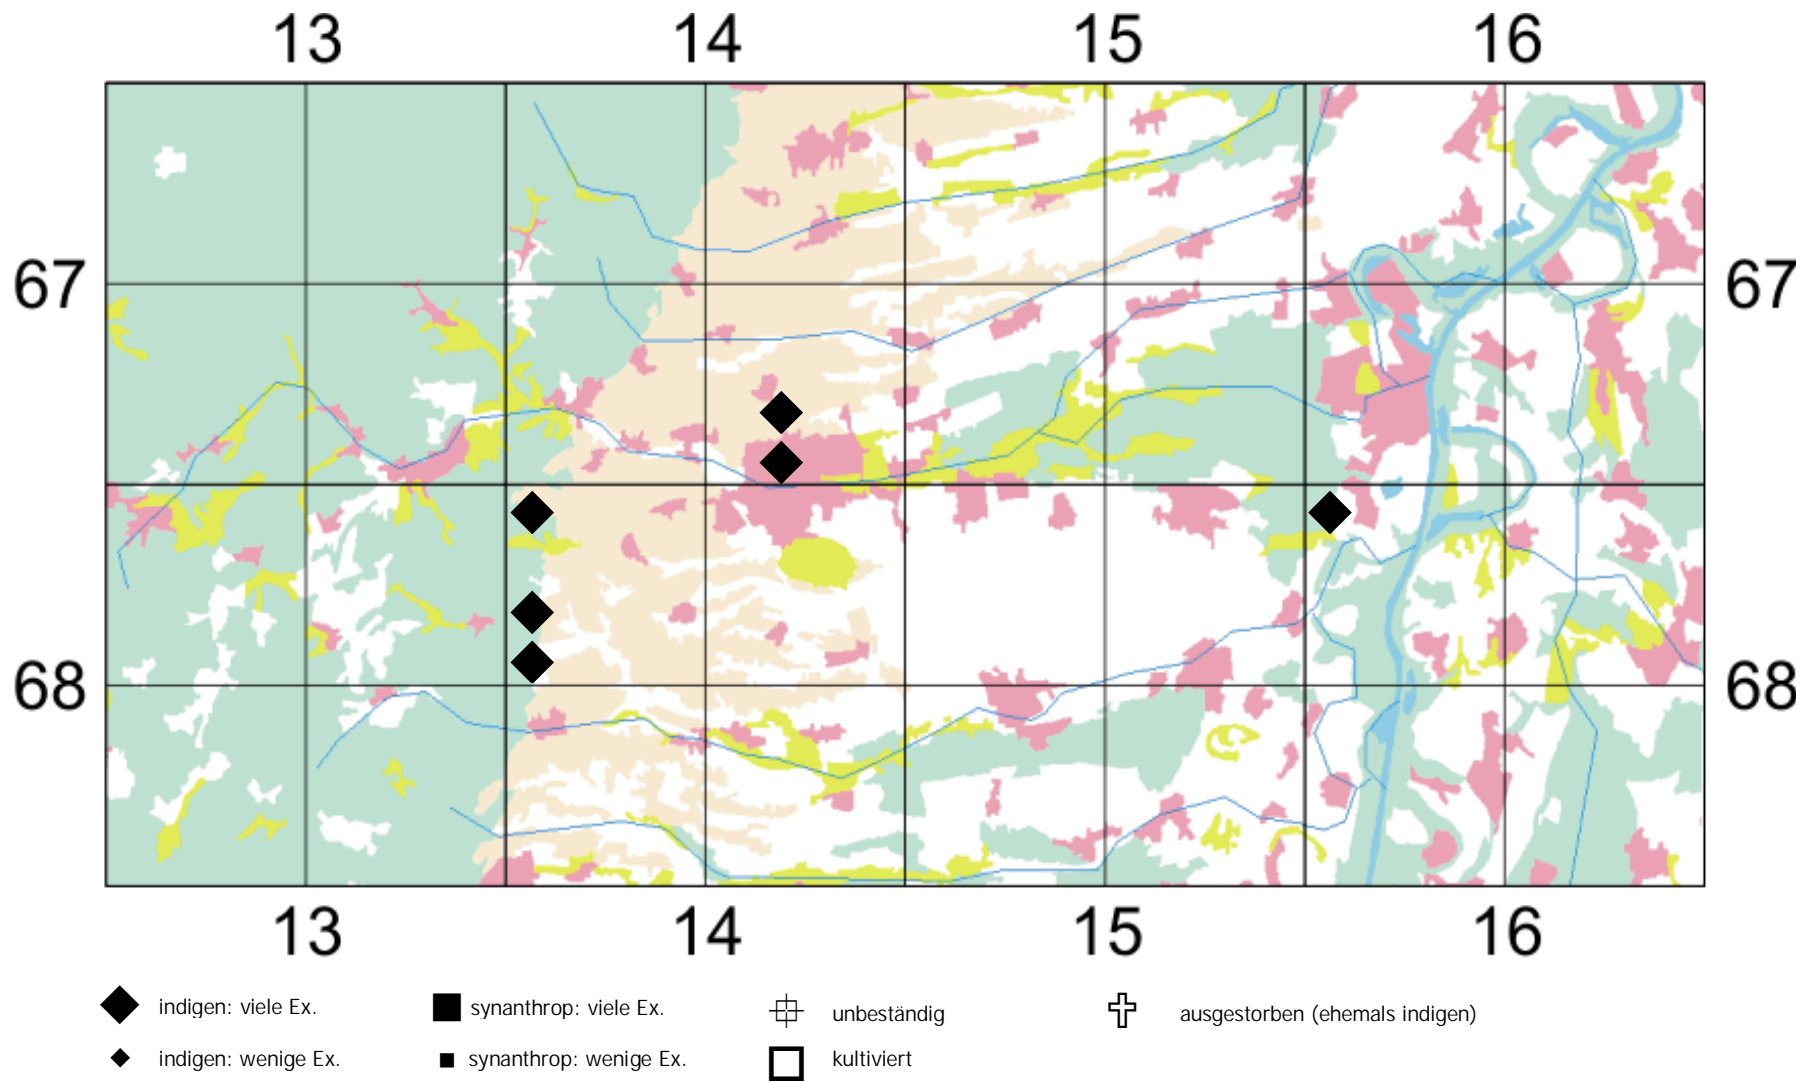 13 14 15 16
67 67
68 68
13 14 15 16
indigen: viele Ex. synanthrop: viele Ex. unbeständig ausgestorben (ehemals indigen)
indigen: wenige Ex. synanthrop: wenige Ex. kultiviert